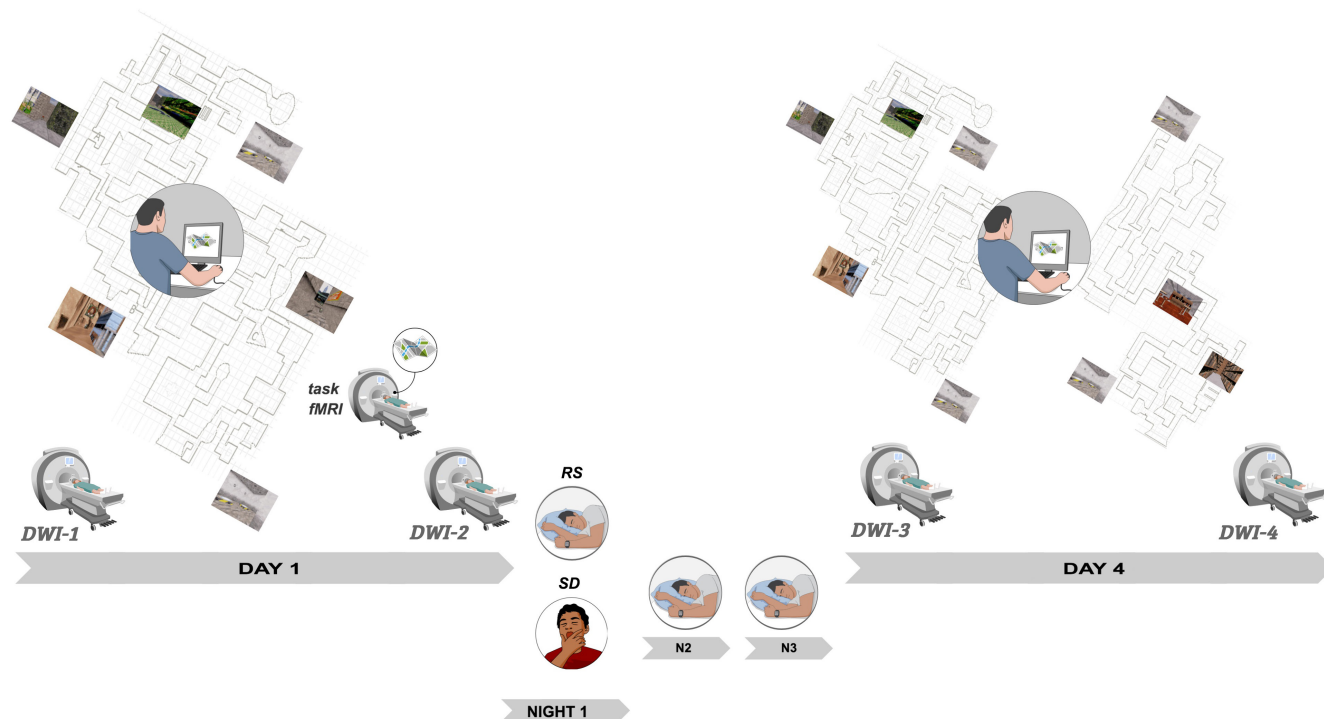 task
fMRI
DWI-1
DWI-2
DAY 1
RS
SD
NIGHT 1
N2
N3
DWI-3
DWI-4
DAY 4